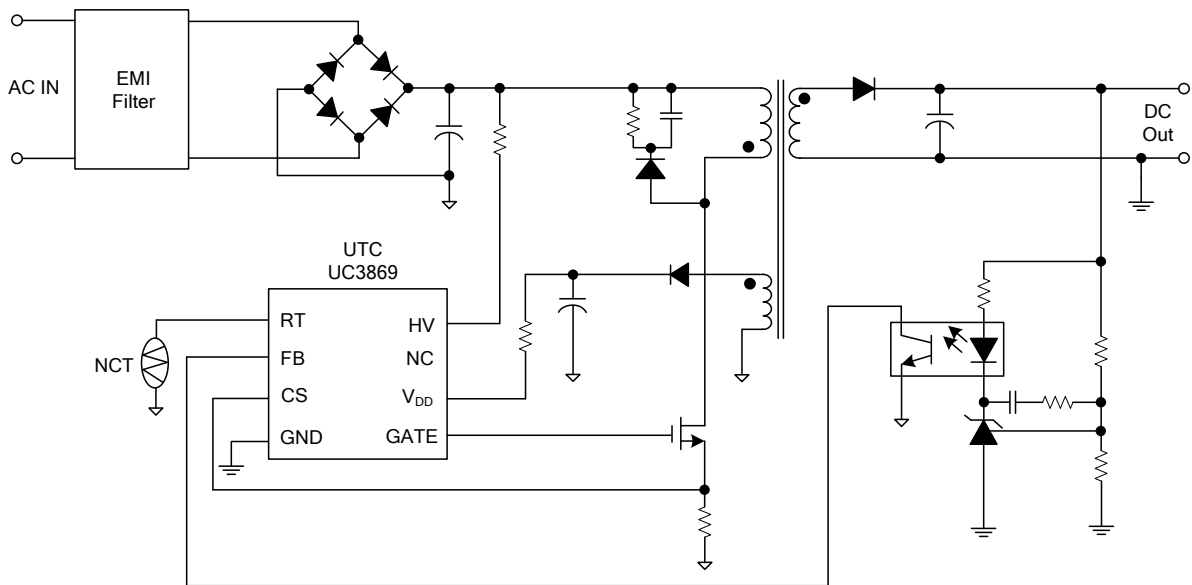 AC IN
EMI
Filter
DC
Out
UTC
UC3869
RT
HV
NCT
FB
NC
CS
VDD
GND
GATE